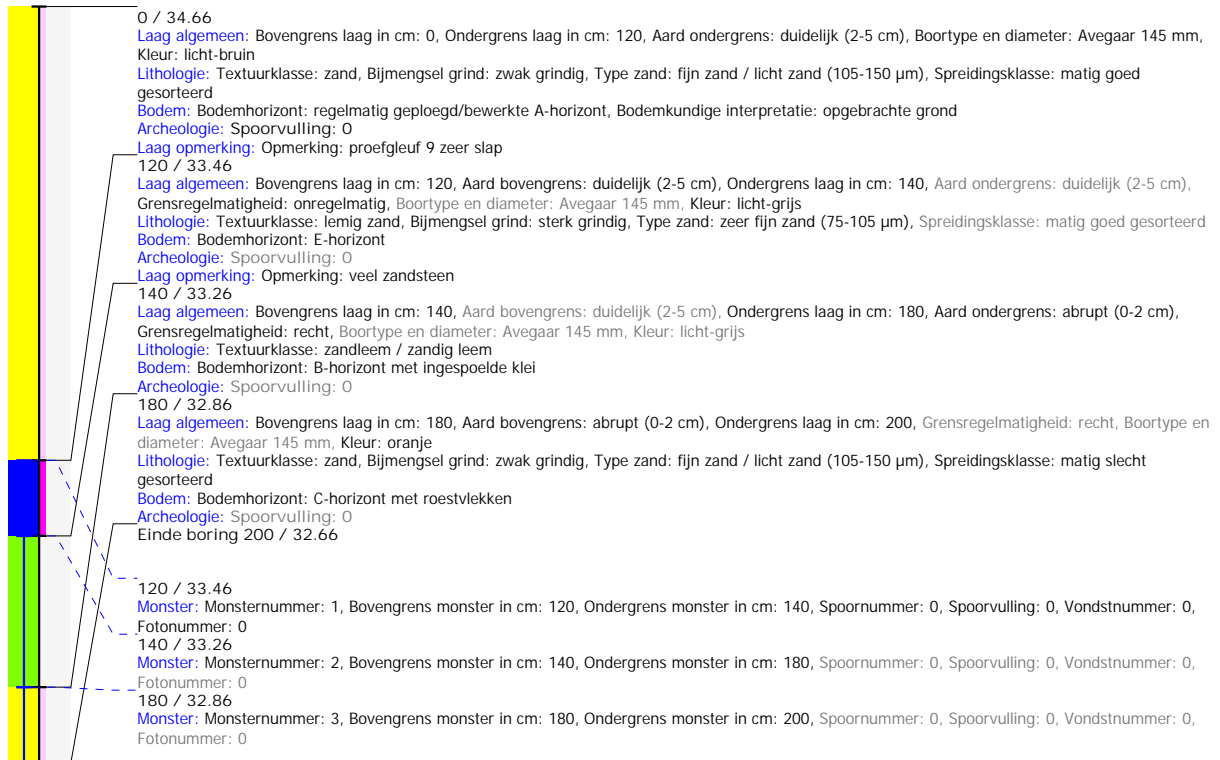 0 / 34.66
Laag algemeen: Bovengrens laag in cm: 0, Ondergrens laag in cm: 120, Aard ondergrens: duidelijk (2-5 cm), Boortype en diameter: Avegaar 145 mm,
Kleur: licht-bruin
Lithologie: Textuurklasse: zand, Bijmengsel grind: zwak grindig, Type zand: fijn zand / licht zand (105-150 µm), Spreidingsklasse: matig goed
gesorteerd
Bodem: Bodemhorizont: regelmatig geploegd/bewerkte A-horizont, Bodemkundige interpretatie: opgebrachte grond
Archeologie: Spoorvulling: 0
Laag opmerking: Opmerking: proefgleuf 9 zeer slap
120 / 33.46
Laag algemeen: Bovengrens laag in cm: 120, Aard bovengrens: duidelijk (2-5 cm), Ondergrens laag in cm: 140, Aard ondergrens: duidelijk (2-5 cm),
Grensregelmatigheid: onregelmatig, Boortype en diameter: Avegaar 145 mm, Kleur: licht-grijs
Lithologie: Textuurklasse: lemig zand, Bijmengsel grind: sterk grindig, Type zand: zeer fijn zand (75-105 µm), Spreidingsklasse: matig goed gesorteerd
Bodem: Bodemhorizont: E-horizont
Archeologie: Spoorvulling: 0
Laag opmerking: Opmerking: veel zandsteen
140 / 33.26
Laag algemeen: Bovengrens laag in cm: 140, Aard bovengrens: duidelijk (2-5 cm), Ondergrens laag in cm: 180, Aard ondergrens: abrupt (0-2 cm),
Grensregelmatigheid: recht, Boortype en diameter: Avegaar 145 mm, Kleur: licht-grijs
Lithologie: Textuurklasse: zandleem / zandig leem
Bodem: Bodemhorizont: B-horizont met ingespoelde klei
Archeologie: Spoorvulling: 0
180 / 32.86
Laag algemeen: Bovengrens laag in cm: 180, Aard bovengrens: abrupt (0-2 cm), Ondergrens laag in cm: 200, Grensregelmatigheid: recht, Boortype en
diameter: Avegaar 145 mm, Kleur: oranje
Lithologie: Textuurklasse: zand, Bijmengsel grind: zwak grindig, Type zand: fijn zand / licht zand (105-150 µm), Spreidingsklasse: matig slecht
gesorteerd
Bodem: Bodemhorizont: C-horizont met roestvlekken
Archeologie: Spoorvulling: 0
Einde boring 200 / 32.66
120 / 33.46
Monster: Monsternummer: 1, Bovengrens monster in cm: 120, Ondergrens monster in cm: 140, Spoornummer: 0, Spoorvulling: 0, Vondstnummer: 0,
Fotonummer: 0
140 / 33.26
Monster: Monsternummer: 2, Bovengrens monster in cm: 140, Ondergrens monster in cm: 180, Spoornummer: 0, Spoorvulling: 0, Vondstnummer: 0,
Fotonummer: 0
180 / 32.86
Monster: Monsternummer: 3, Bovengrens monster in cm: 180, Ondergrens monster in cm: 200, Spoornummer: 0, Spoorvulling: 0, Vondstnummer: 0,
Fotonummer: 0